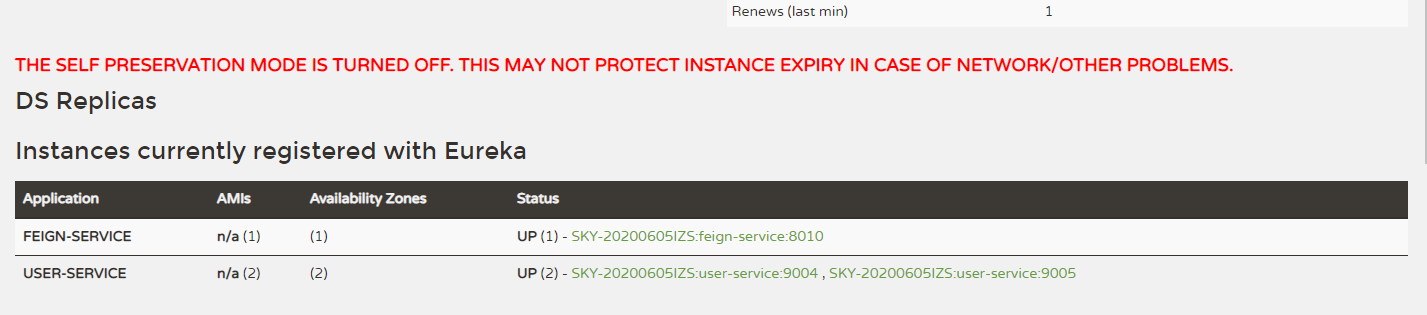 Renews (last min) 1
THE SELF PRESERVATION MODE IS TURNED OFF. THIS MAY NOT PROTECT INSTANCE EXPIRY IN CASE OF NETWORK/OTHER PROBLEMS.
DS Replicas
Instances currently registered with Eureka
Application AMIs Availability Zones Status
FEIGN-SERVICE n/a (1) (1) UP (1) - SKY-20200605IZS:feign-service:8010
USER-SERVICE n/a (2) (2) UP (2) - SKY-20200605IZS:user-service:9004 , SKY-20200605IZS:user-service:9005